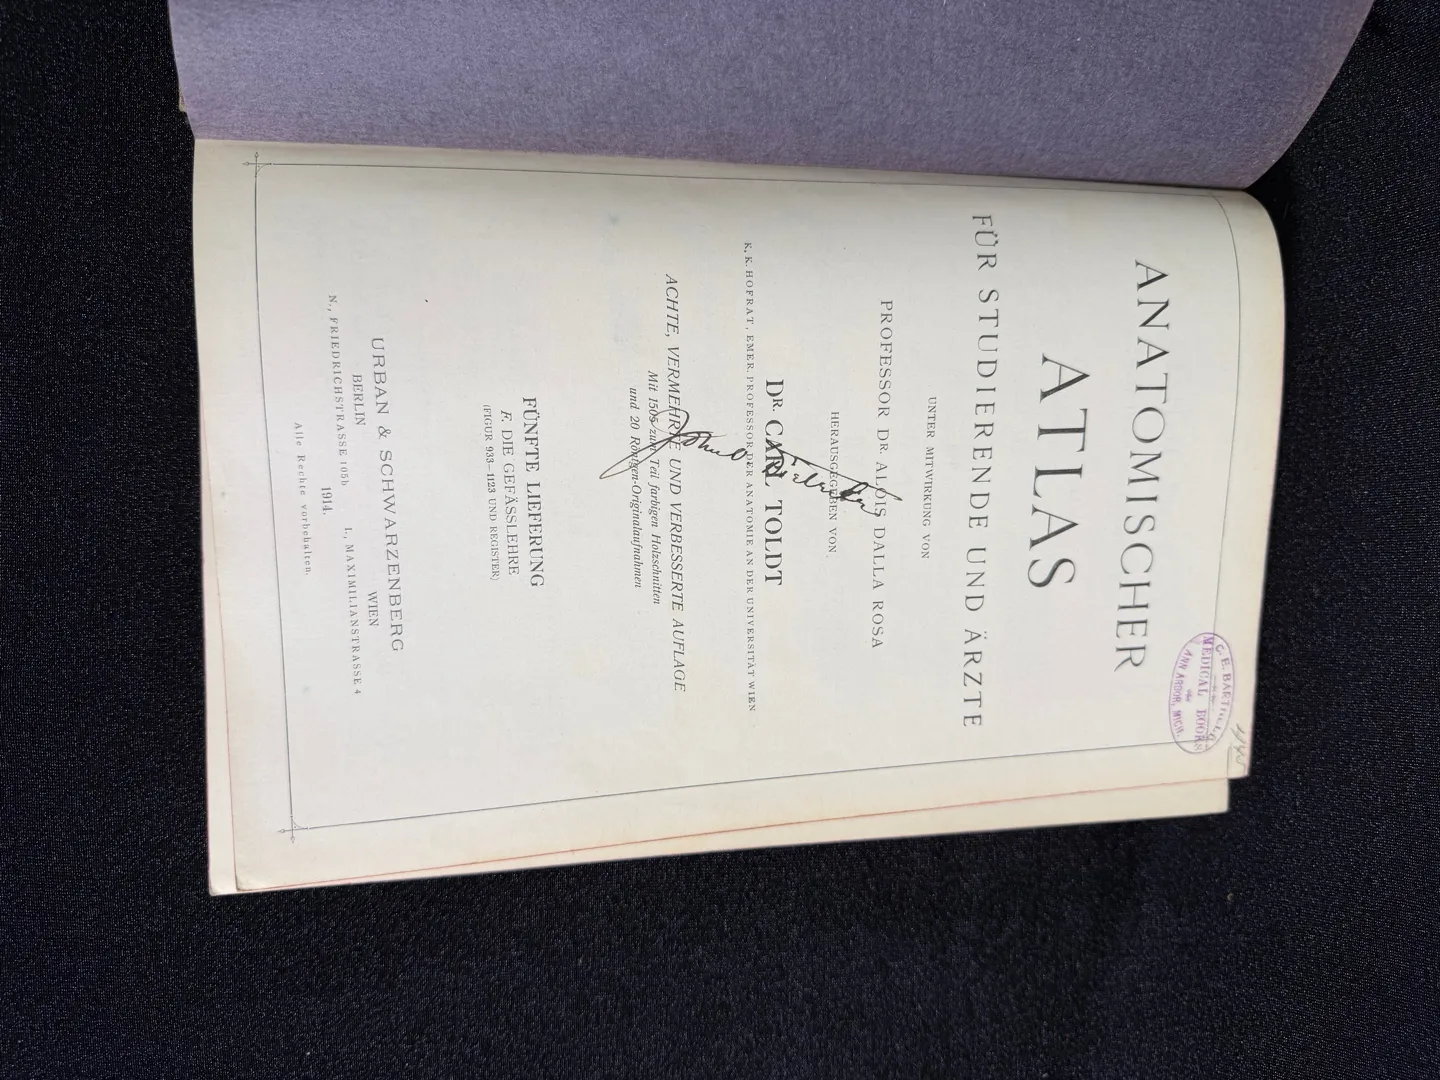 445
MEDICAL BOOKS
ANN ARBOR, MICH.
ANATOMISCHER
ATLAS
FÜR STUDIERENDE UND ÄRZTE
UNTER MITWIRKUNG VON
PROFESSOR DR. ALOIS DALLA ROSA
HERAUSGEGEBEN VON
DR. CARL TOLDT
K. K. HOFRAT, EMER. PROFESSOR DER ANATOMIE AN DER UNIVERSITÄT WIEN
ACHTE, VERMEHRTE UND VERBESSERTE AUFLAGE
Mit 1505 zum Teil farbigen Holzschnitten
und 20 Röntgen-Originalaufnahmen
FÜNFTE LIEFERUNG
F. DIE GEFÄSSLEHRE
(FIGUR 933—1123 UND REGISTER)
URBAN & SCHWARZENBERG
BERLIN WIEN
N., FRIEDRICHSTRASSE 105b I., MAXIMILIANSTRASSE 4
1914.
Alle Rechte vorbehalten.